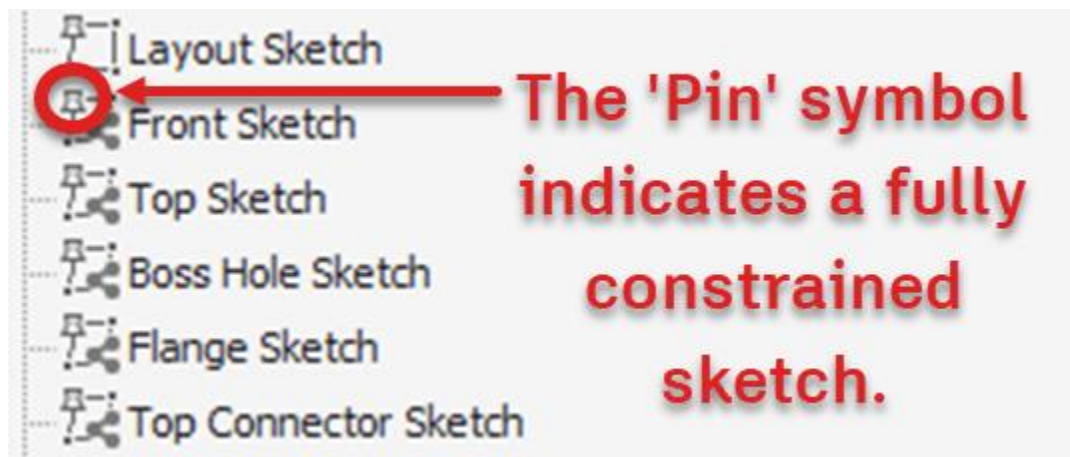 Layout Sketch
Front Sketch
Top Sketch
Boss Hole Sketch
Flange Sketch
Top Connector Sketch
The 'Pin' symbol
indicates a fully
constrained
sketch.